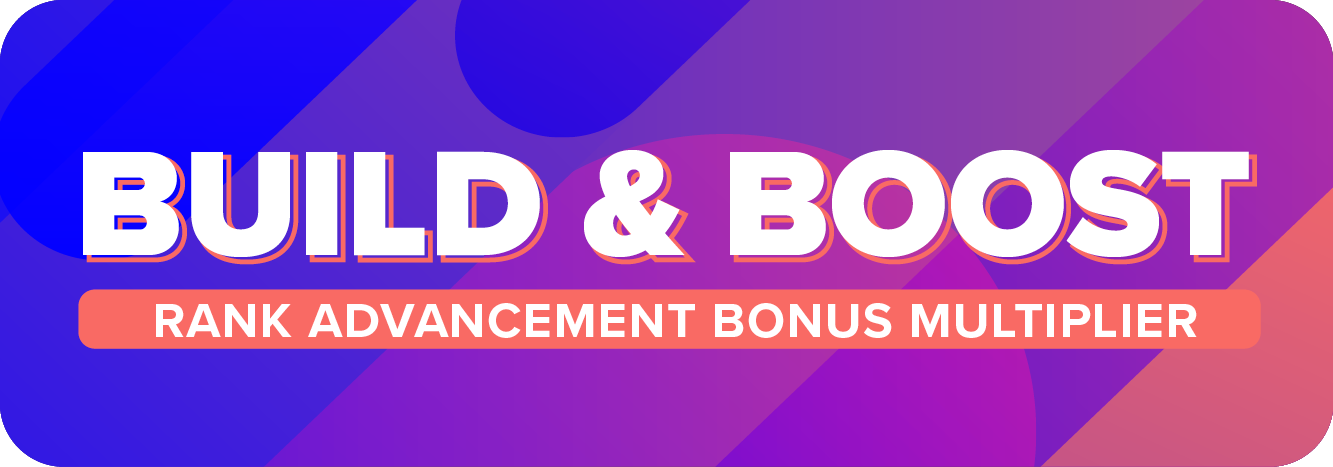 BUILD & BOOST
RANK ADVANCEMENT BONUS MULTIPLIER